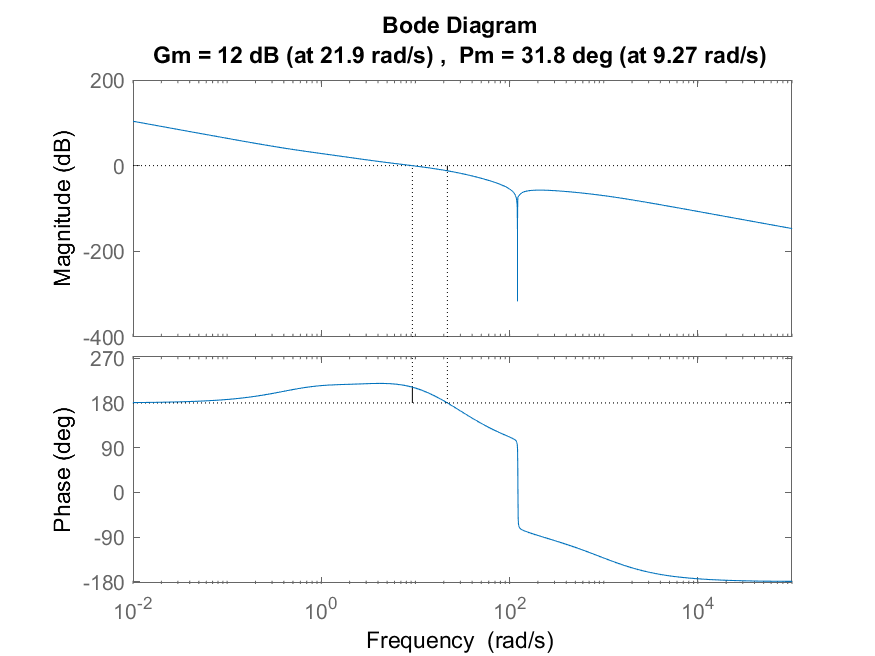 Bode Diagram
Gm = 12 dB (at 21.9 rad/s) ,  Pm = 31.8 deg (at 9.27 rad/s)
200
0
-200
-400
Magnitude (dB)
270
180
90
0
-90
-180
Phase (deg)
10^-2
10^0
10^2
10^4
Frequency  (rad/s)